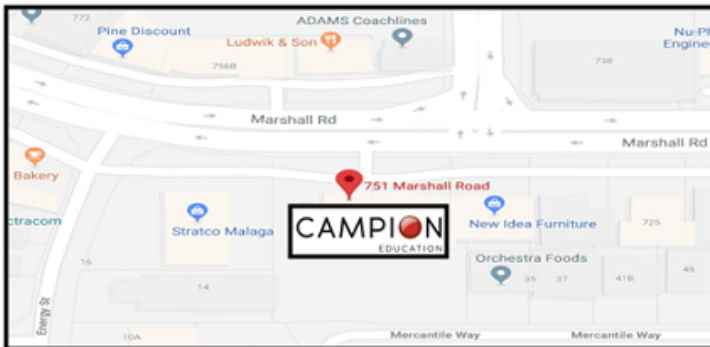 772
ADAMS Coachlines
Pine Discount
Nu-Ph
Engine
Ludwik & Son
756B
738
Marshall Rd
Marshall Rd
Bakery
751 Marshall Road
ctracom
Stratco Malaga
CAMPION
EDUCATION
New Idea Furniture
725
Orchestra Foods
16
14
35
37
41B
45
Energy St
10A
Mercantile Way
Mercantile Way